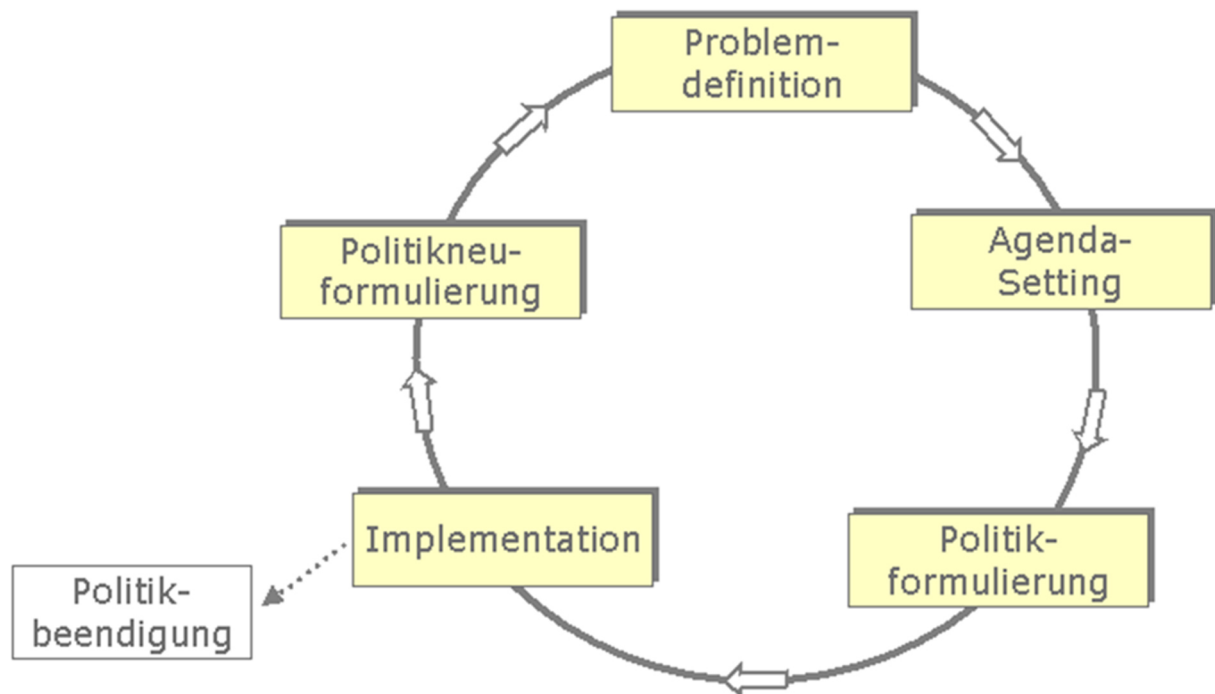 Problem-
definition
Agenda-
Setting
Politik-
formulierung
Implementation
Politik-
beendigung
Politikneu-
formulierung